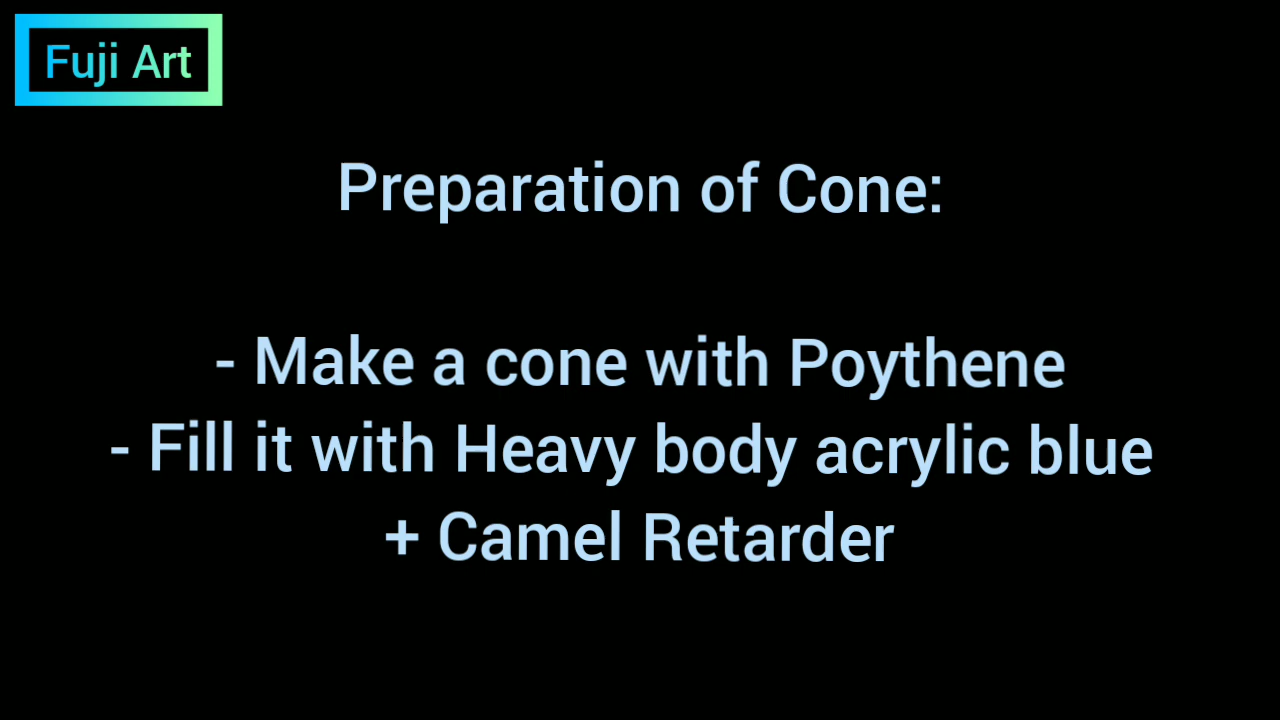 Fuji Art
Preparation of Cone:
- Make a cone with Poythene
- Fill it with Heavy body acrylic blue
+ Camel Retarder